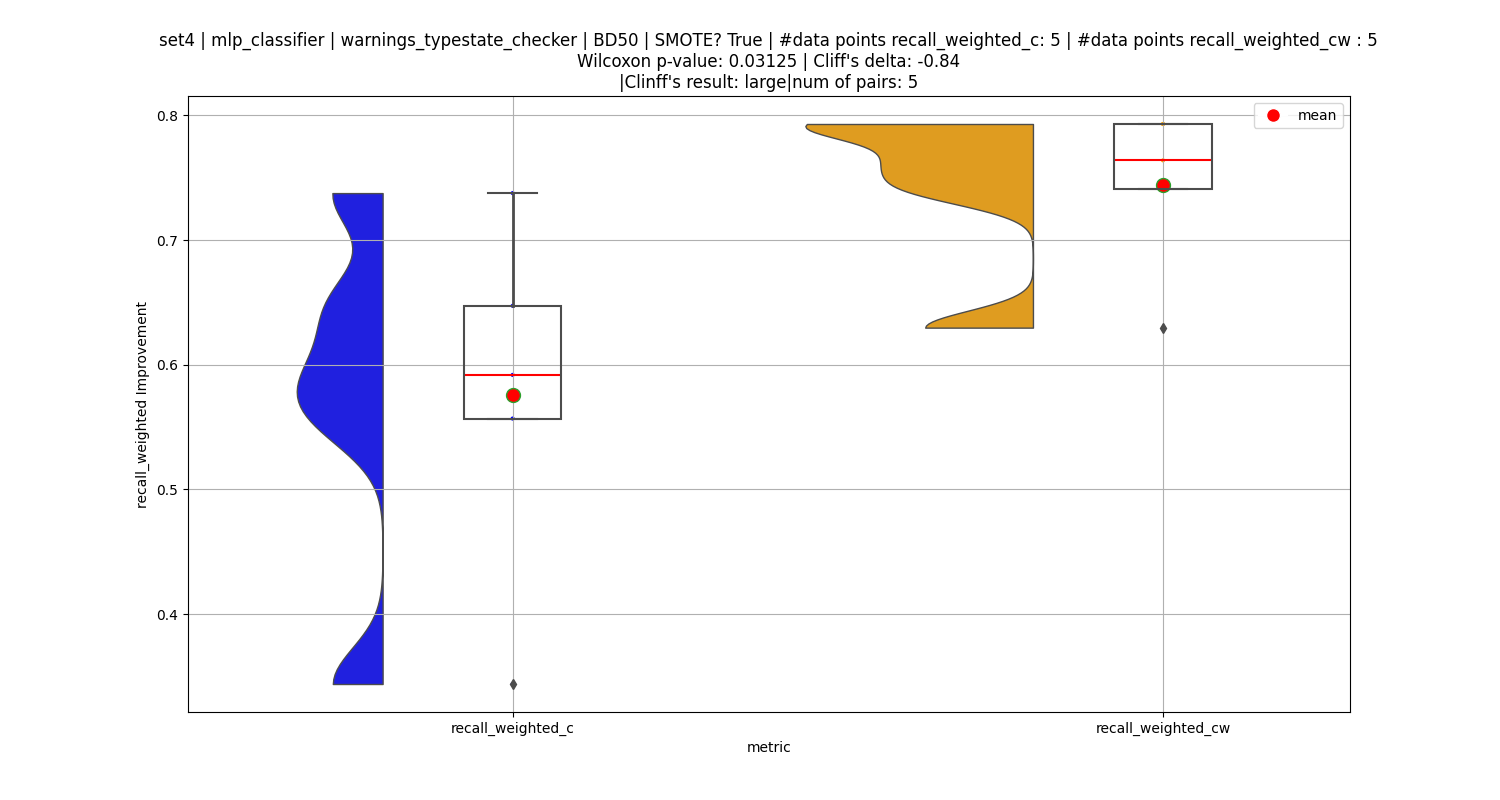 set4 | mlp_classifier | warnings_typestate_checker | BD50 | SMOTE? True | #data points recall_weighted_c: 5 | #data points recall_weighted_cw : 5
Wilcoxon p-value: 0.03125 | Cliff's delta: -0.84
|Clinff's result: large|num of pairs: 5
mean
0.8
0.7
0.6
0.5
0.4
recall_weighted Improvement
recall_weighted_c
recall_weighted_cw
metric